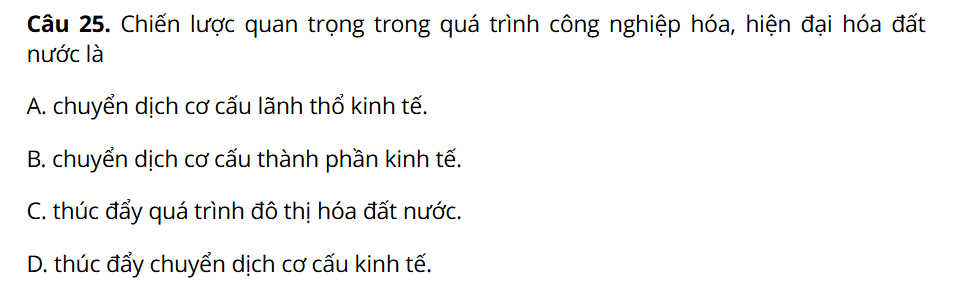 Câu 25. Chiến lược quan trọng trong quá trình công nghiệp hóa, hiện đại hóa đất
nước là
A. chuyển dịch cơ cấu lãnh thổ kinh tế.
B. chuyển dịch cơ cấu thành phần kinh tế.
C. thúc đẩy quá trình đô thị hóa đất nước.
D. thúc đẩy chuyển dịch cơ cấu kinh tế.